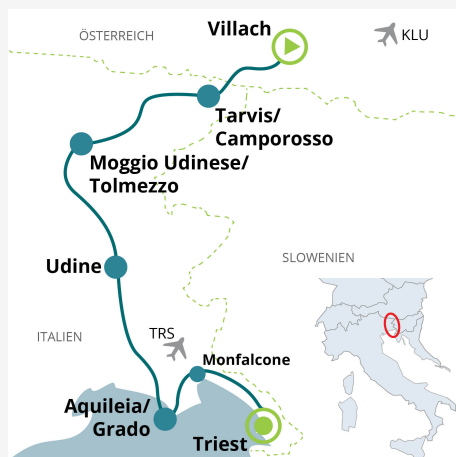 Villach
ÖSTERREICH
KLU
Tarvis/
Camporosso
Moggio Udinese/
Tolmezzo
SLOWENIEN
Udine
ITALIEN
TRS
Monfalcone
Aquileia/
Grado
Triest